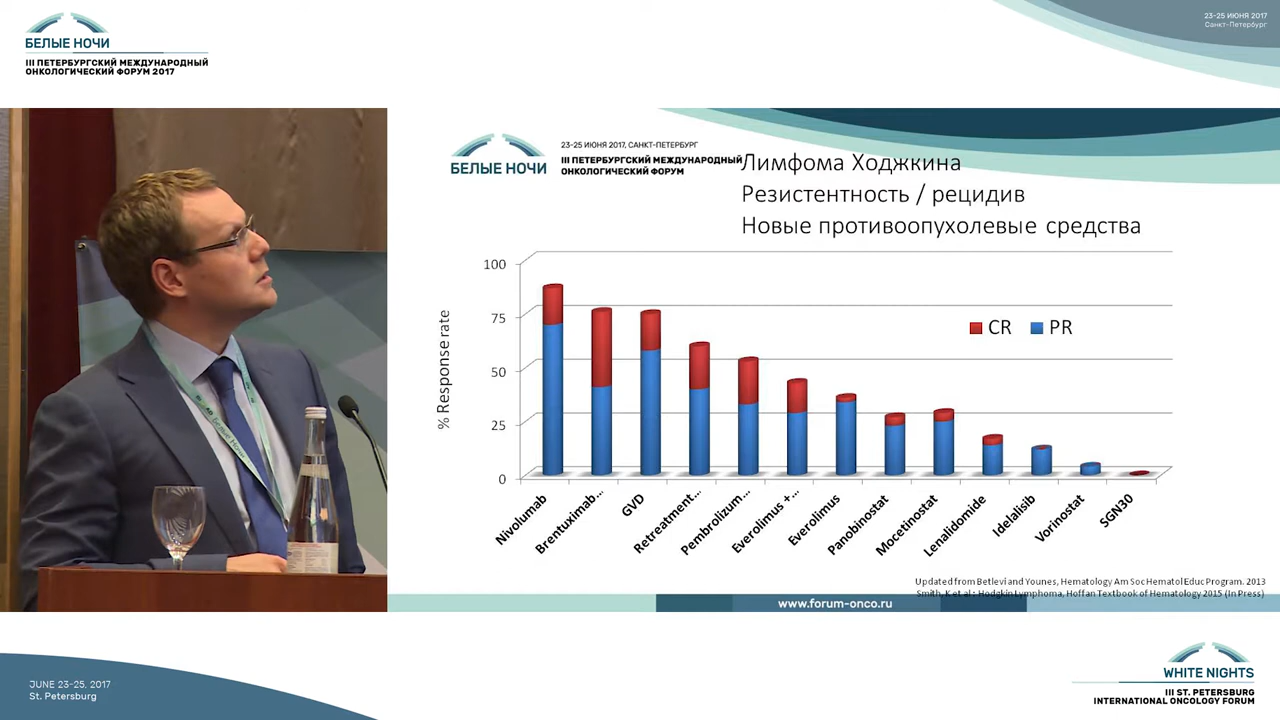 БЕЛЫЕ НОЧИ
III ПЕТЕРБУРГСКИЙ МЕЖДУНАРОДНЫЙ
ОНКОЛОГИЧЕСКИЙ ФОРУМ 2017
23-25 ИЮНЯ 2017
Санкт-Петербург
23-25 ИЮНЯ 2017, САНКТ-ПЕТЕРБУРГ
БЕЛЫЕ НОЧИ
III ПЕТЕРБУРГСКИЙ МЕЖДУНАРОДНЫЙ
ОНКОЛОГИЧЕСКИЙ ФОРУМ
Лимфома Ходжкина
Резистентность / рецидив
Новые противоопухолевые средства
% Response rate
100
75
50
25
0
CR
PR
Nivolumab
Brentuximab...
GVD
Retreatment...
Pembrolizum...
Everolimus +...
Everolimus
Panobinostat
Mocetinostat
Lenalidomide
Idelalisib
Vorinostat
SGN30
Updated from Betlevi and Younes, Hematology Am Soc Hematol Educ Program. 2013
Smith, K et al : Hodgkin Lymphoma, Hoffan Textbook of Hematology 2015 (In Press)
www.forum-onco.ru
Белые Ночи
JUNE 23-25, 2017
St. Petersburg
WHITE NIGHTS
III ST. PETERSBURG
INTERNATIONAL ONCOLOGY FORUM